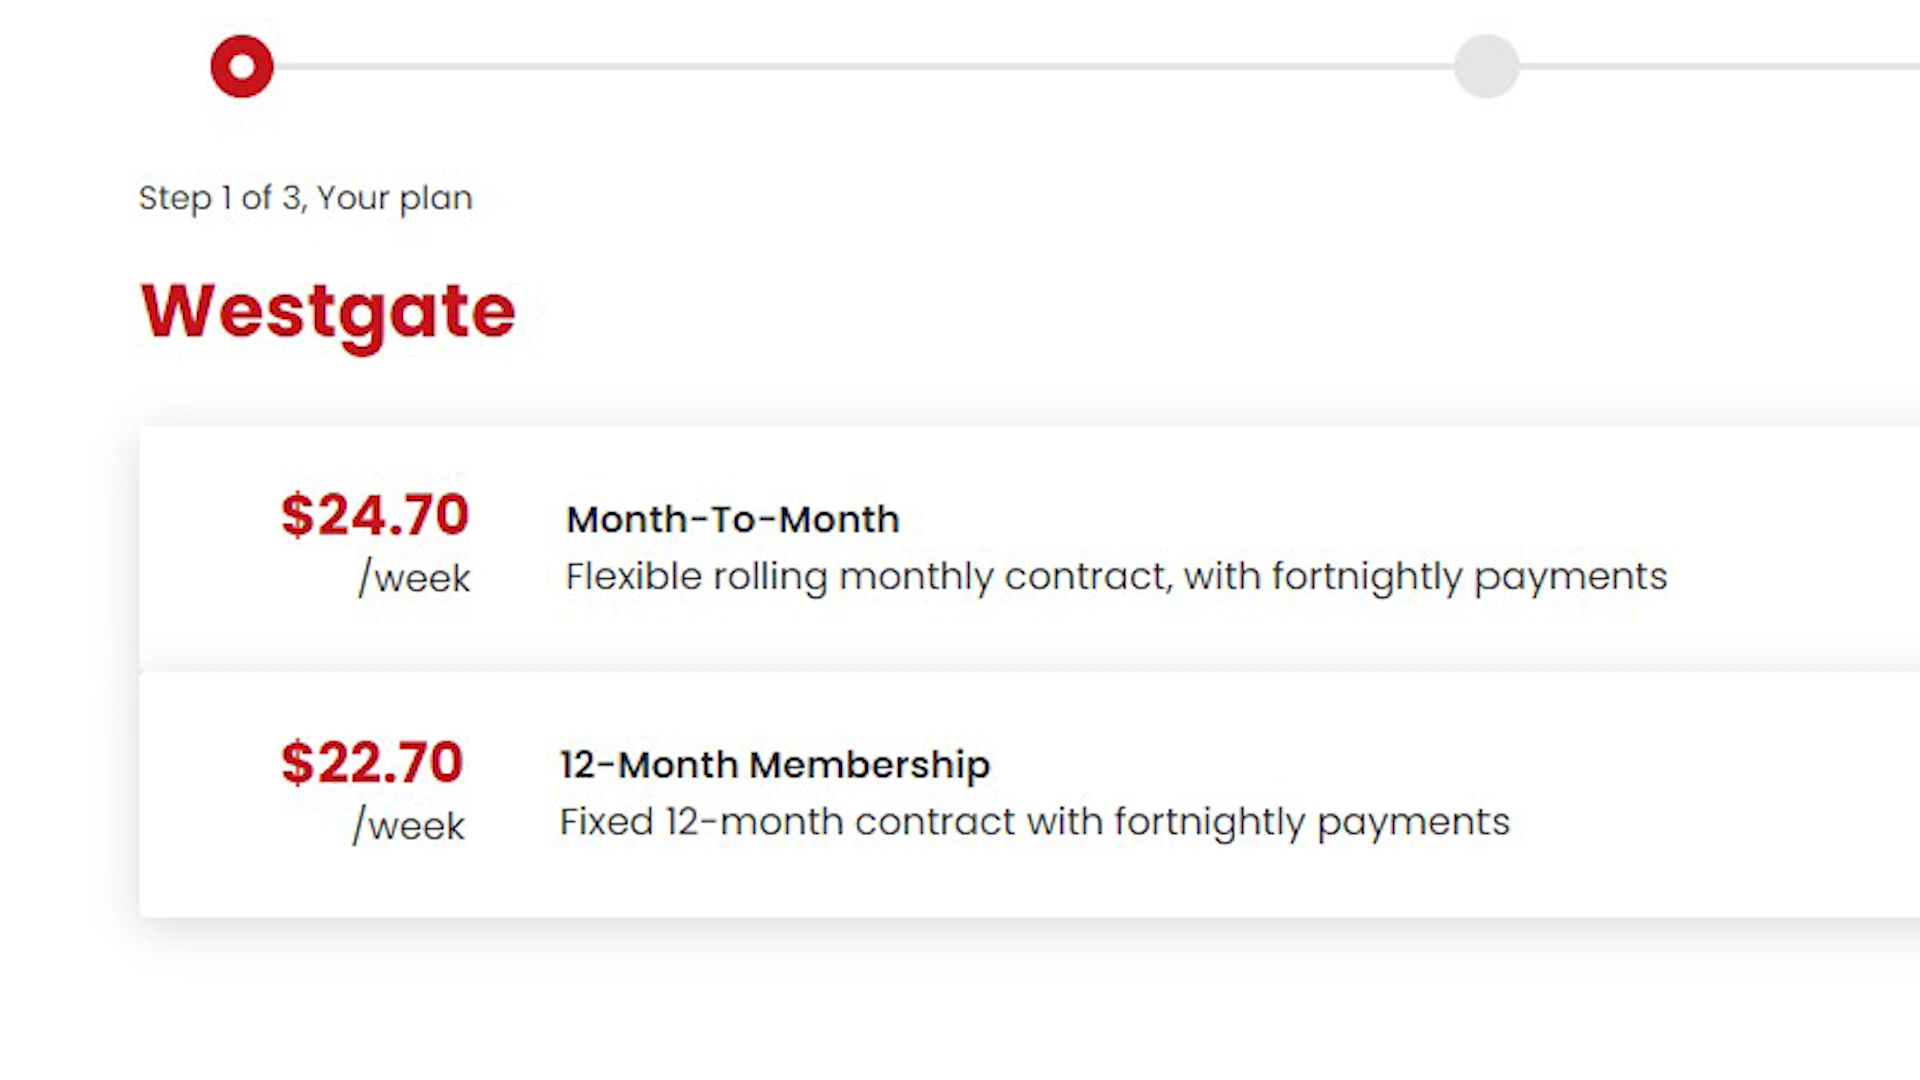 Step 1 of 3, Your plan
Westgate
$24.70
/week
Month-To-Month
Flexible rolling monthly contract, with fortnightly payments
$22.70
/week
12-Month Membership
Fixed 12-month contract with fortnightly payments